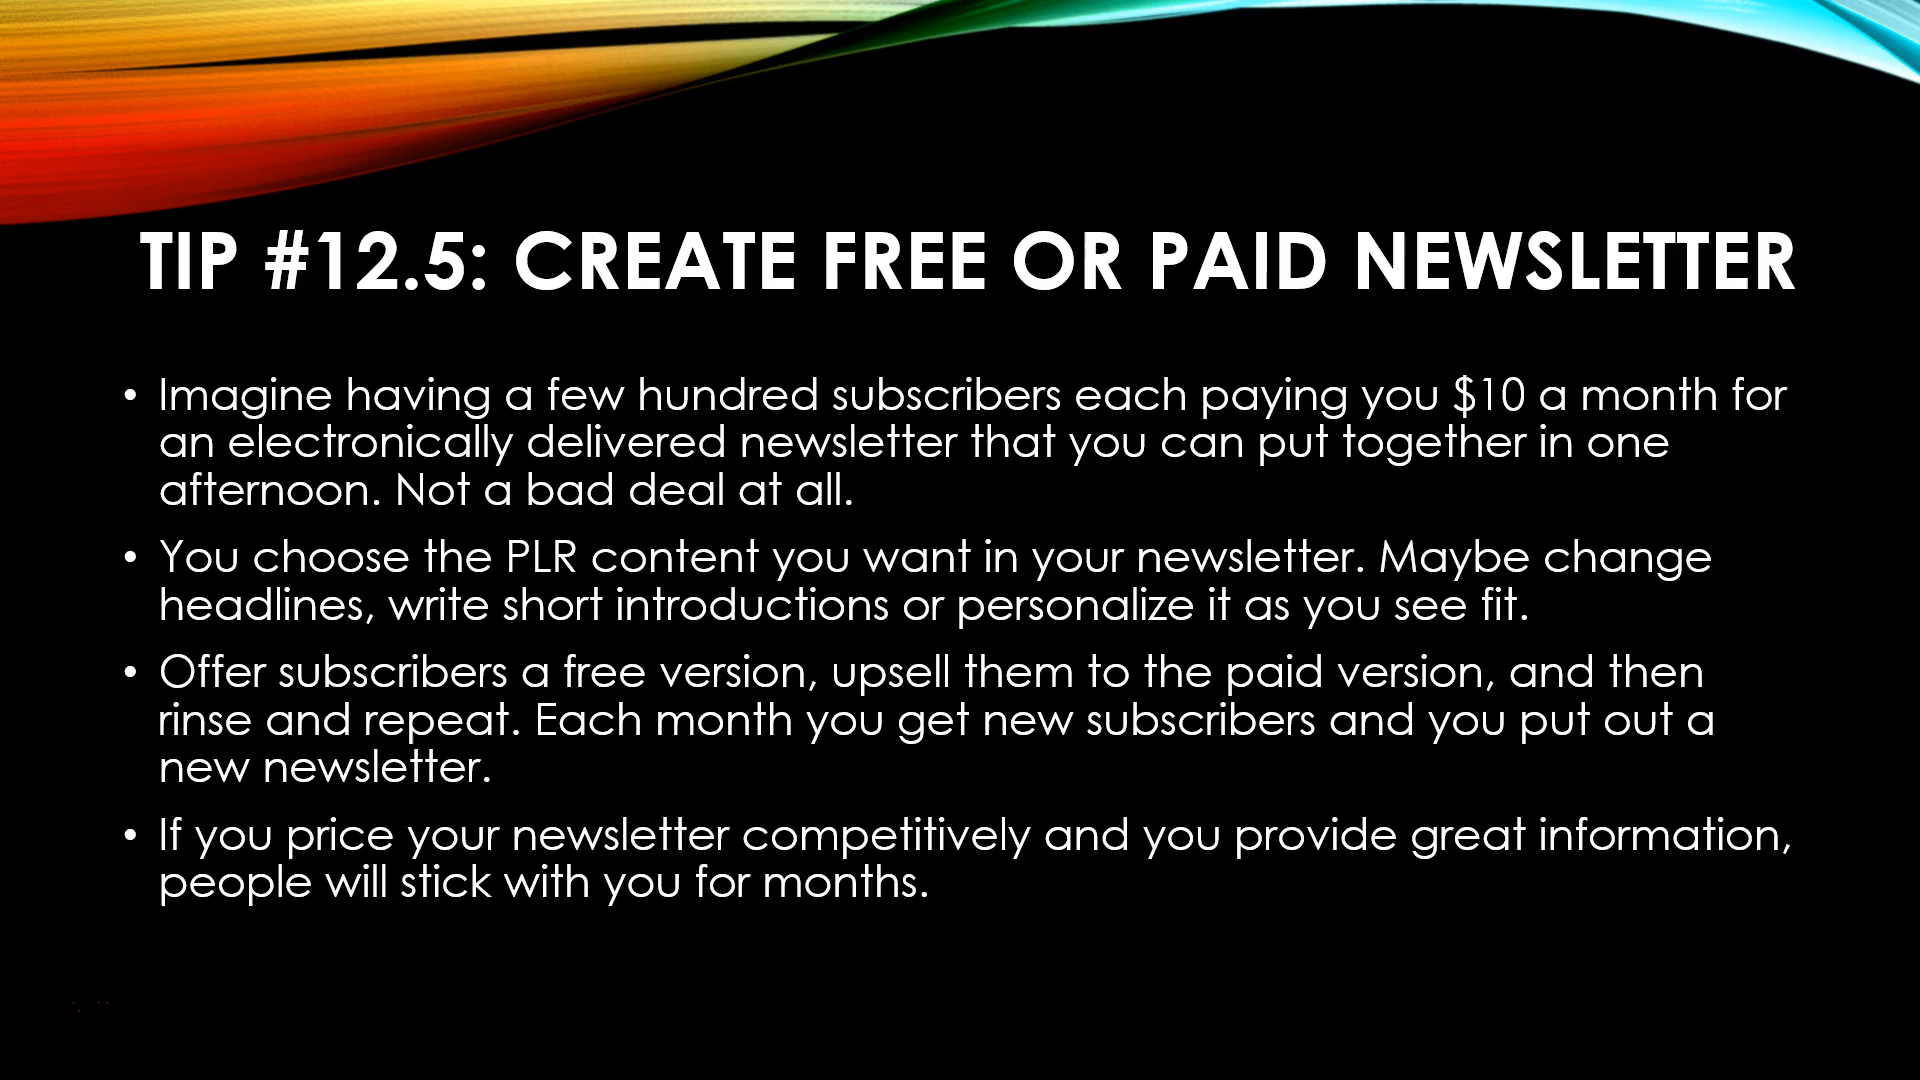 TIP #12.5: CREATE FREE OR PAID NEWSLETTER
• Imagine having a few hundred subscribers each paying you $10 a month for
an electronically delivered newsletter that you can put together in one
afternoon. Not a bad deal at all.
• You choose the PLR content you want in your newsletter. Maybe change
headlines, write short introductions or personalize it as you see fit.
• Offer subscribers a free version, upsell them to the paid version, and then
rinse and repeat. Each month you get new subscribers and you put out a
new newsletter.
• If you price your newsletter competitively and you provide great information,
people will stick with you for months.